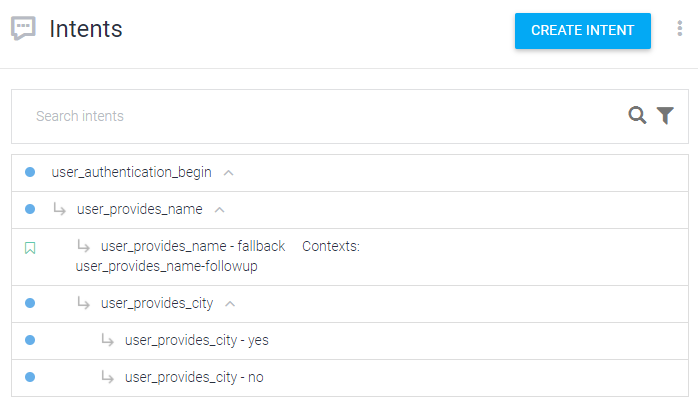 Intents
CREATE INTENT
Search intents
user_authentication_begin
user_provides_name
user_provides_name - fallback Contexts:
user_provides_name-followup
user_provides_city
user_provides_city - yes
user_provides_city - no